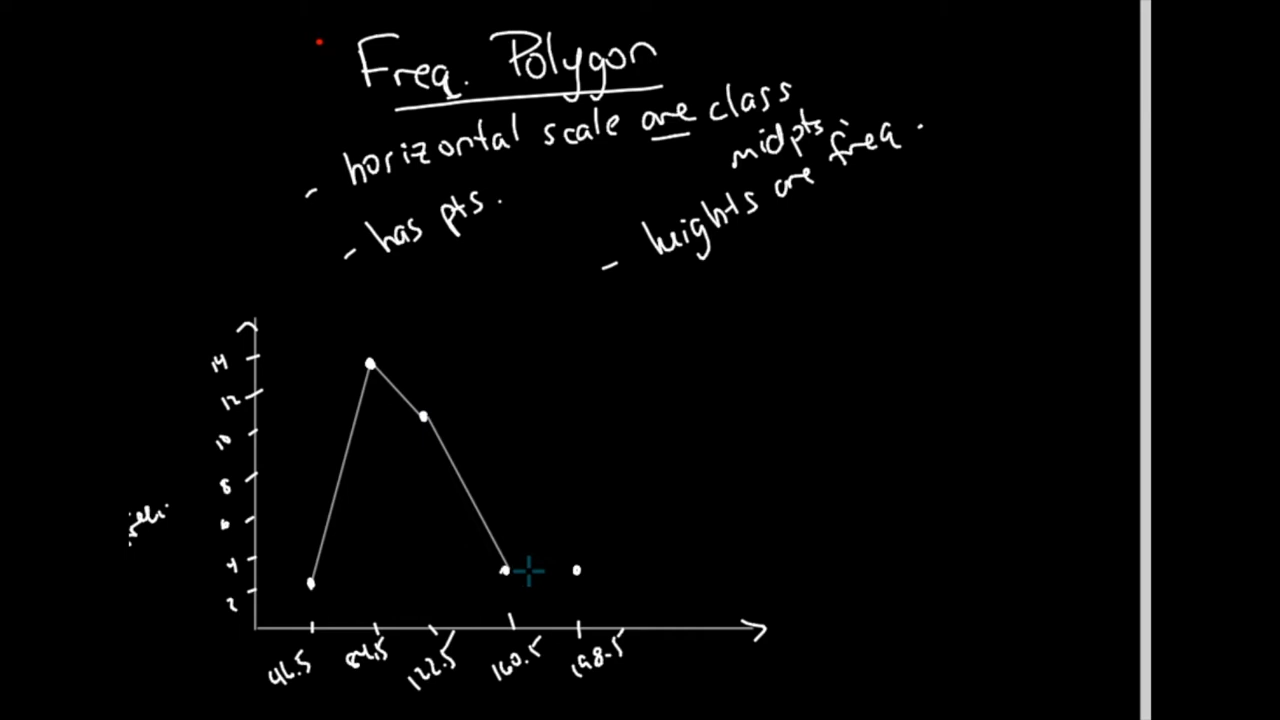 Freq. Polygon
- horizontal scale are class
midpts
- has pts.
- heights are freq.
14
12
10
8
6
4
2
46.5 84.5 122.5 160.5 198.5